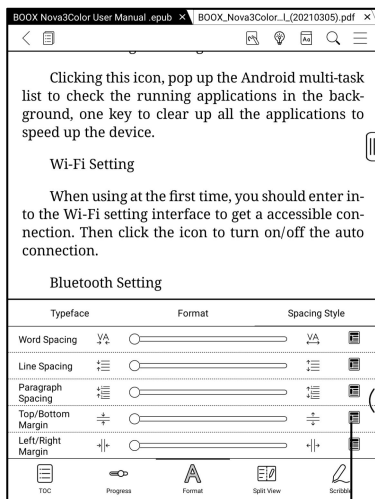 BOOX Nova3Color User Manual .epub ×
BOOX_Nova3Color...l_(20210305).pdf ×
Aa
Clicking this icon, pop up the Android multi-task
list to check the running applications in the back-
ground, one key to clear up all the applications to
speed up the device.
Wi-Fi Setting
When using at the first time, you should enter in-
to the Wi-Fi setting interface to get a accessible con-
nection. Then click the icon to turn on/off the auto
connection.
Bluetooth Setting
Typeface Format Spacing Style
Word Spacing VA VA
Line Spacing
Paragraph
Spacing
Top/Bottom
Margin
Left/Right
Margin
TOC Progress Format Split View Scribble